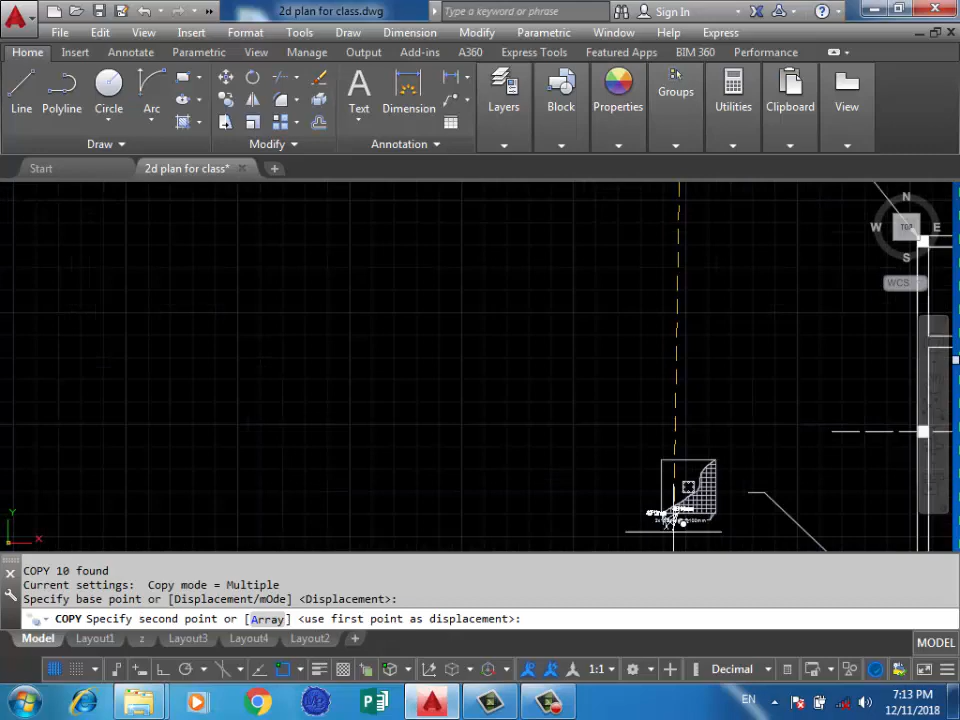 2d plan for class.dwg
Type a keyword or phrase
Sign In
File Edit View Insert Format Tools Draw Dimension Modify Parametric Window Help Express
Home Insert Annotate Parametric View Manage Output Add-ins A360 Express Tools Featured Apps BIM 360 Performance
Line Polyline Circle Arc Text Dimension Layers Block Properties Groups Utilities Clipboard View
Draw Modify Annotation
Start 2d plan for class*
N
W TOP E
S
WCS
Y
X
COPY 10 found
Current settings: Copy mode = Multiple
Specify base point or [Displacement/mOde] <Displacement>:
COPY Specify second point or [Array] <use first point as displacement>:
Model Layout1 z Layout3 Layout4 Layout2 MODEL
1:1 Decimal
EN
7:13 PM
12/11/2018